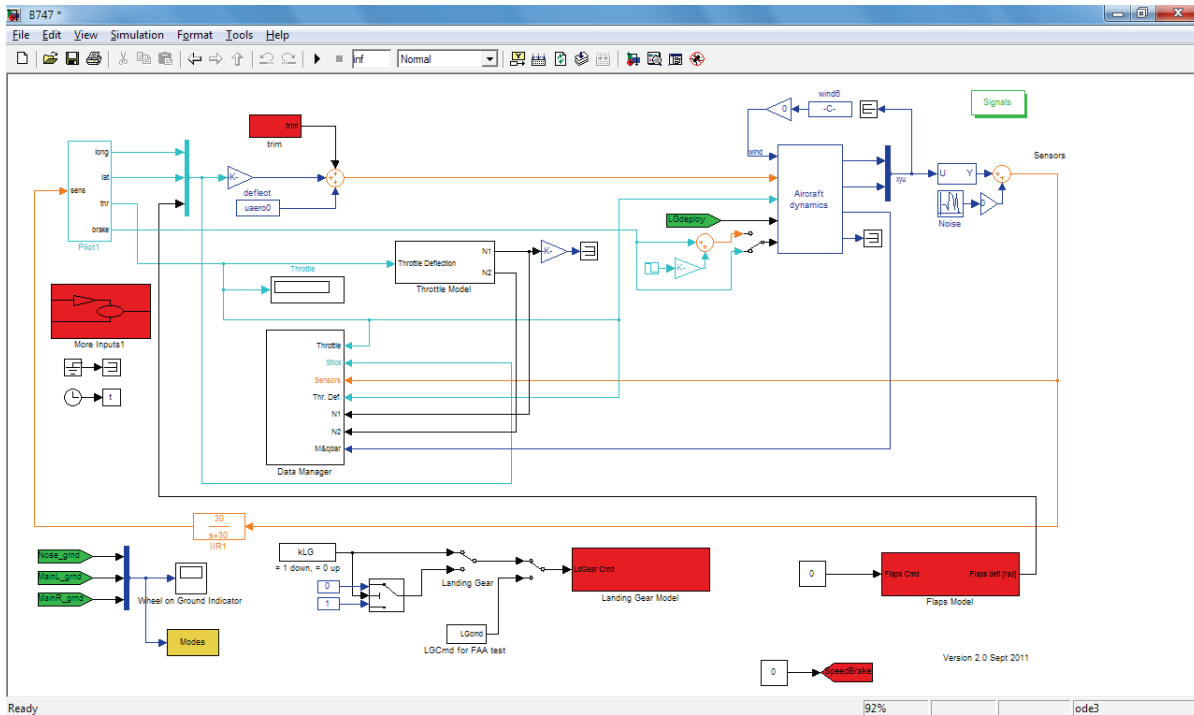 B747 *
File Edit View Simulation Format Tools Help
inf Normal
trim
trim
long
lat
thr
brake
sens
Pilot1
K-
deflect
uaero0
wind6
0
-C-
wind
Aircraft
dynamics
xyu
Signals
Sensors
U Y
Noise
0
LGdeploy
K-
Throttle
Throttle Deflection
N1
N2
Throttle Model
K-
More Inputs1
t
Throttle
Stick
Sensors
Thr. Def.
N1
N2
M&qbar
Data Manager
30
s+30
IIR1
Nose_grnd
MainL_grnd
MainR_grnd
Wheel on Ground Indicator
Modes
kLG
= 1 down, = 0 up
0
1
Landing Gear
LGcmd
LGCmd for FAA test
LdGear Cmd
Landing Gear Model
0
Flaps Cmd
Flaps defl [rad]
Flaps Model
0
SpeedBrake
Version 2.0 Sept 2011
Ready 92% ode3